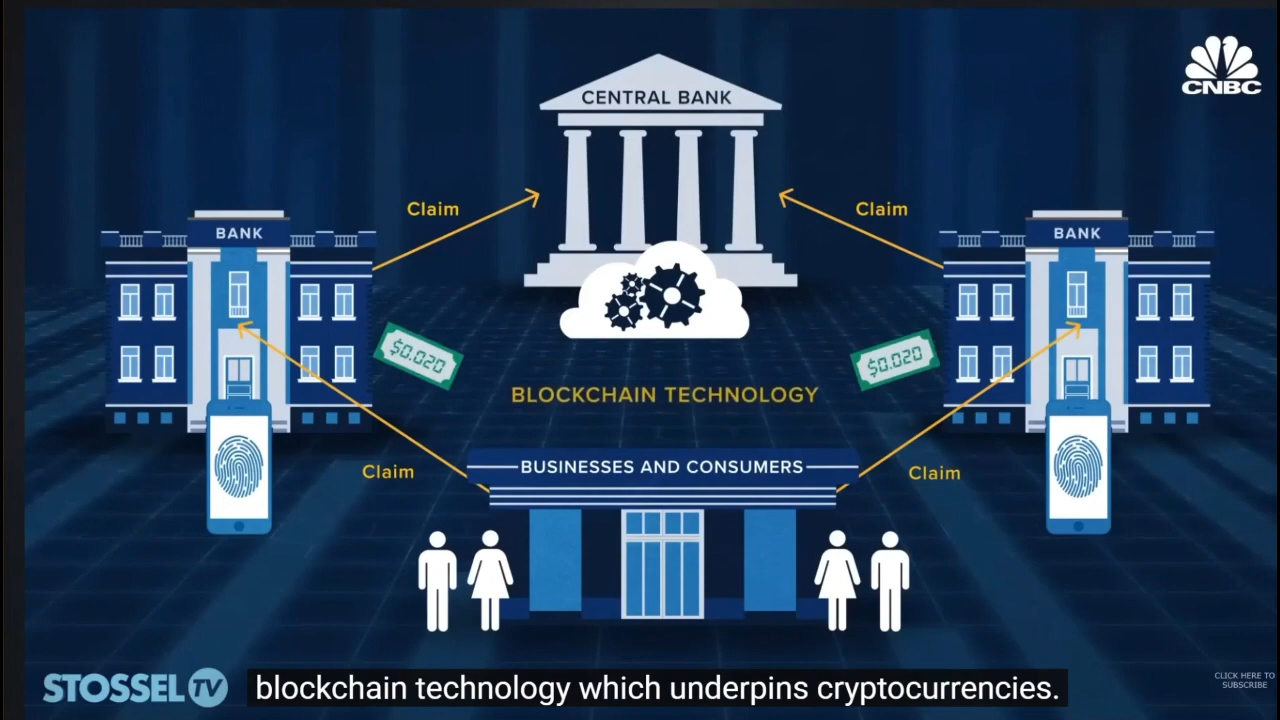 CNBC
CENTRAL BANK
Claim
Claim
BANK
BANK
$0.020
$0.020
BLOCKCHAIN TECHNOLOGY
BUSINESSES AND CONSUMERS
Claim
Claim
STOSSEL TV
blockchain technology which underpins cryptocurrencies.
CLICK HERE TO
SUBSCRIBE